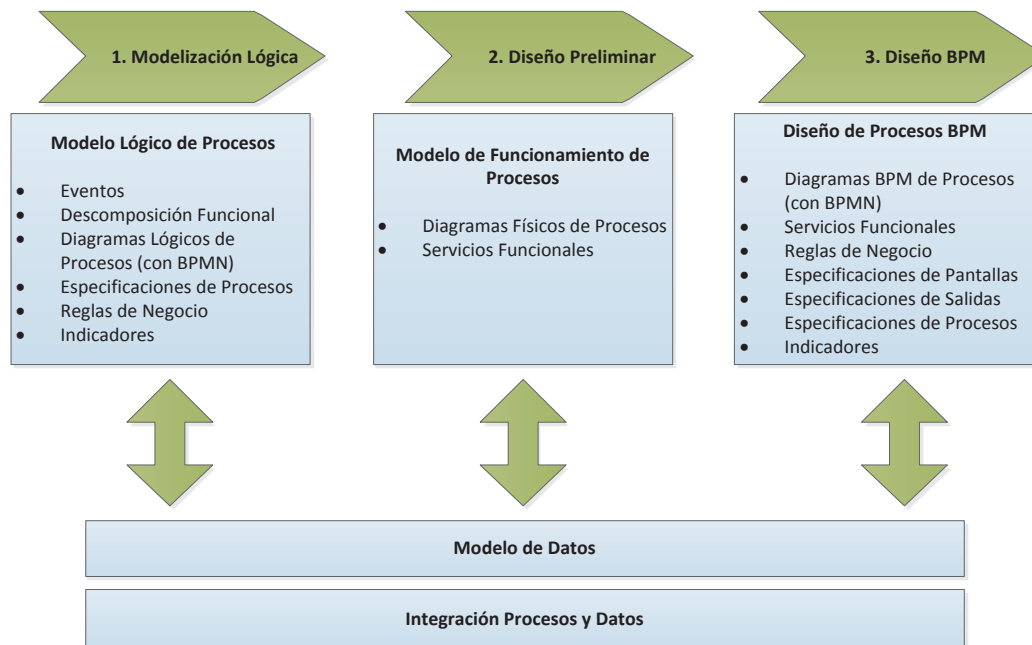 1. Modelización Lógica
2. Diseño Preliminar
3. Diseño BPM
Modelo Lógico de Procesos
• Eventos
• Descomposición Funcional
• Diagramas Lógicos de
Procesos (con BPMN)
• Especificaciones de Procesos
• Reglas de Negocio
• Indicadores
Modelo de Funcionamiento de
Procesos
• Diagramas Físicos de Procesos
• Servicios Funcionales
Diseño de Procesos BPM
• Diagramas BPM de Procesos
(con BPMN)
• Servicios Funcionales
• Reglas de Negocio
• Especificaciones de Pantallas
• Especificaciones de Salidas
• Especificaciones de Procesos
• Indicadores
Modelo de Datos
Integración Procesos y Datos